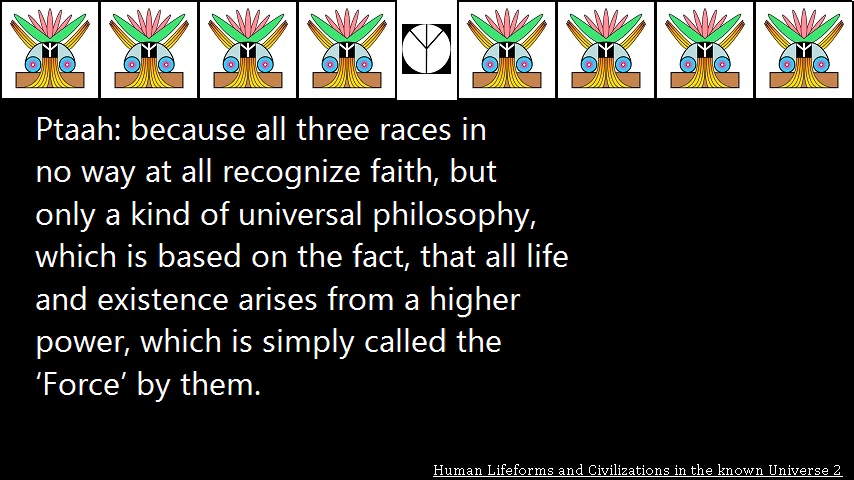 Ptaah: because all three races in
no way at all recognize faith, but
only a kind of universal philosophy,
which is based on the fact, that all life
and existence arises from a higher
power, which is simply called the
‘Force’ by them.
Human Lifeforms and Civilizations in the known Universe 2